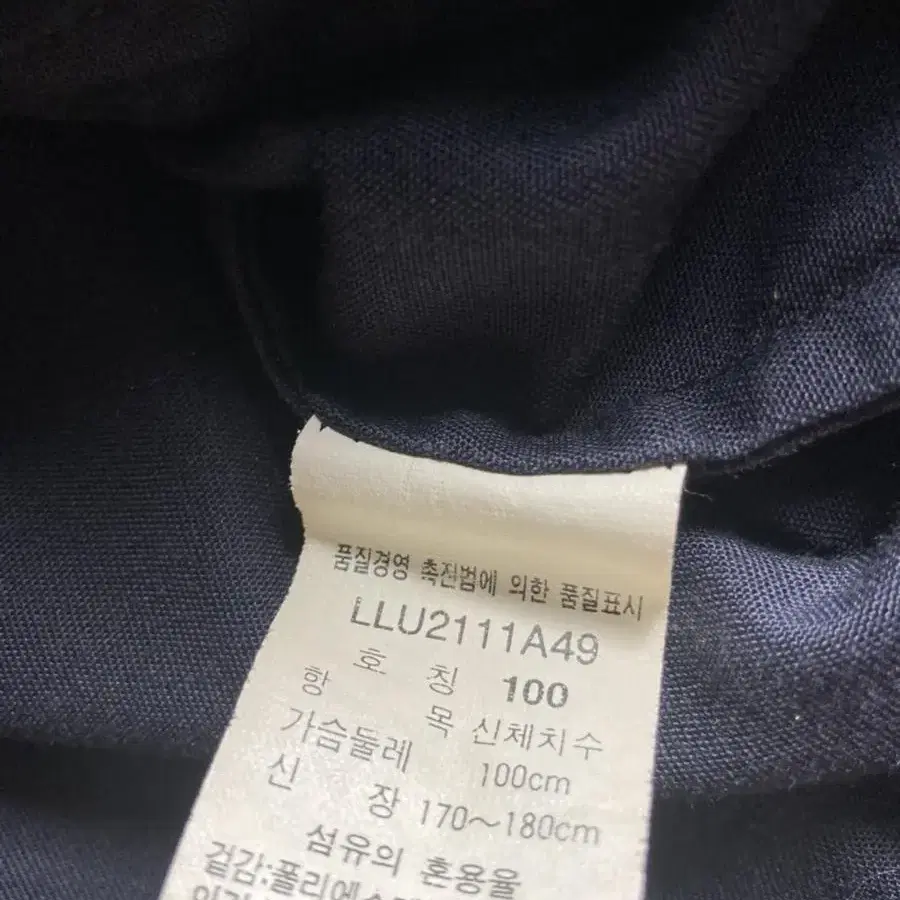 품질경영 촉진법에 의한 품질표시
LLU2111A49
호 칭 100
항 목 신체치수
가슴둘레 100cm
신 장 170~180cm
섬유의 혼용율
겉감:폴리에스